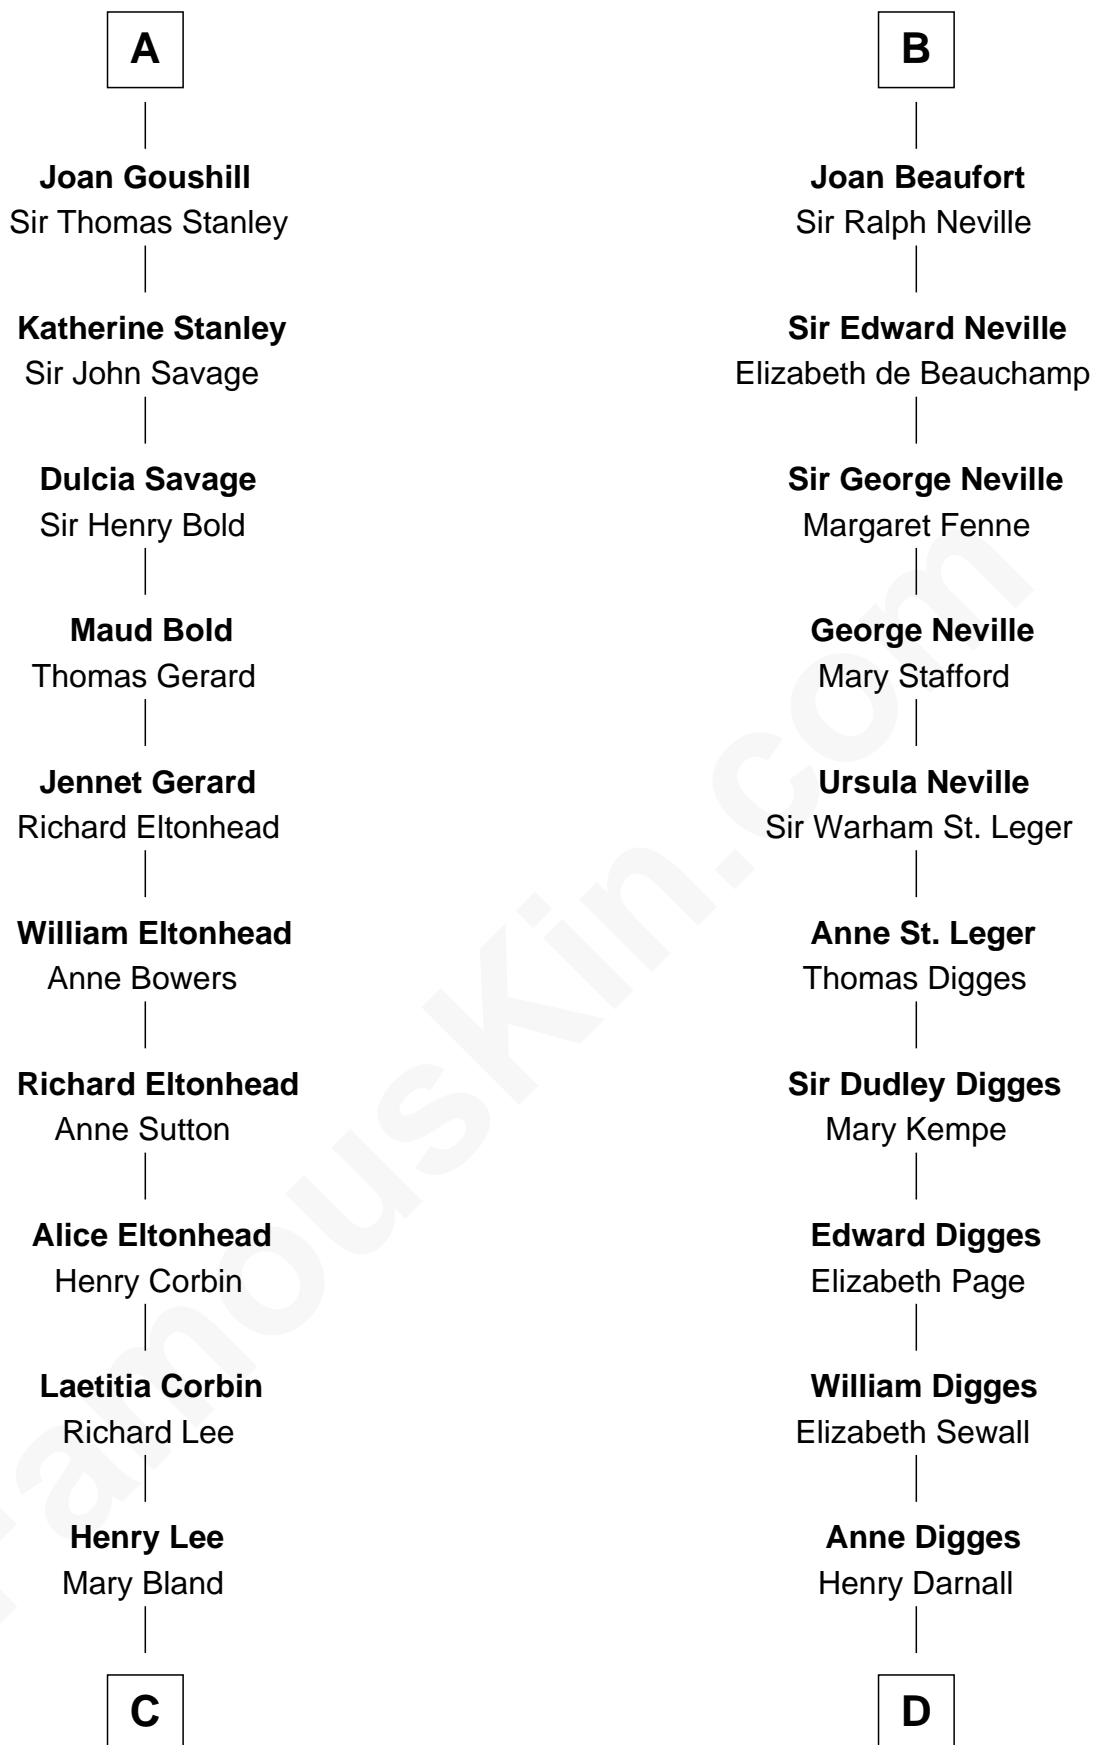 A
Joan Goushill
Sir Thomas Stanley
Katherine Stanley
Sir John Savage
Dulcia Savage
Sir Henry Bold
Maud Bold
Thomas Gerard
Jennet Gerard
Richard Eltonhead
William Eltonhead
Anne Bowers
Richard Eltonhead
Anne Sutton
Alice Eltonhead
Henry Corbin
Laetitia Corbin
Richard Lee
Henry Lee
Mary Bland
C
B
Joan Beaufort
Sir Ralph Neville
Sir Edward Neville
Elizabeth de Beauchamp
Sir George Neville
Margaret Fenne
George Neville
Mary Stafford
Ursula Neville
Sir Warham St. Leger
Anne St. Leger
Thomas Digges
Sir Dudley Digges
Mary Kempe
Edward Digges
Elizabeth Page
William Digges
Elizabeth Sewall
Anne Digges
Henry Darnall
D
FamousKin.com